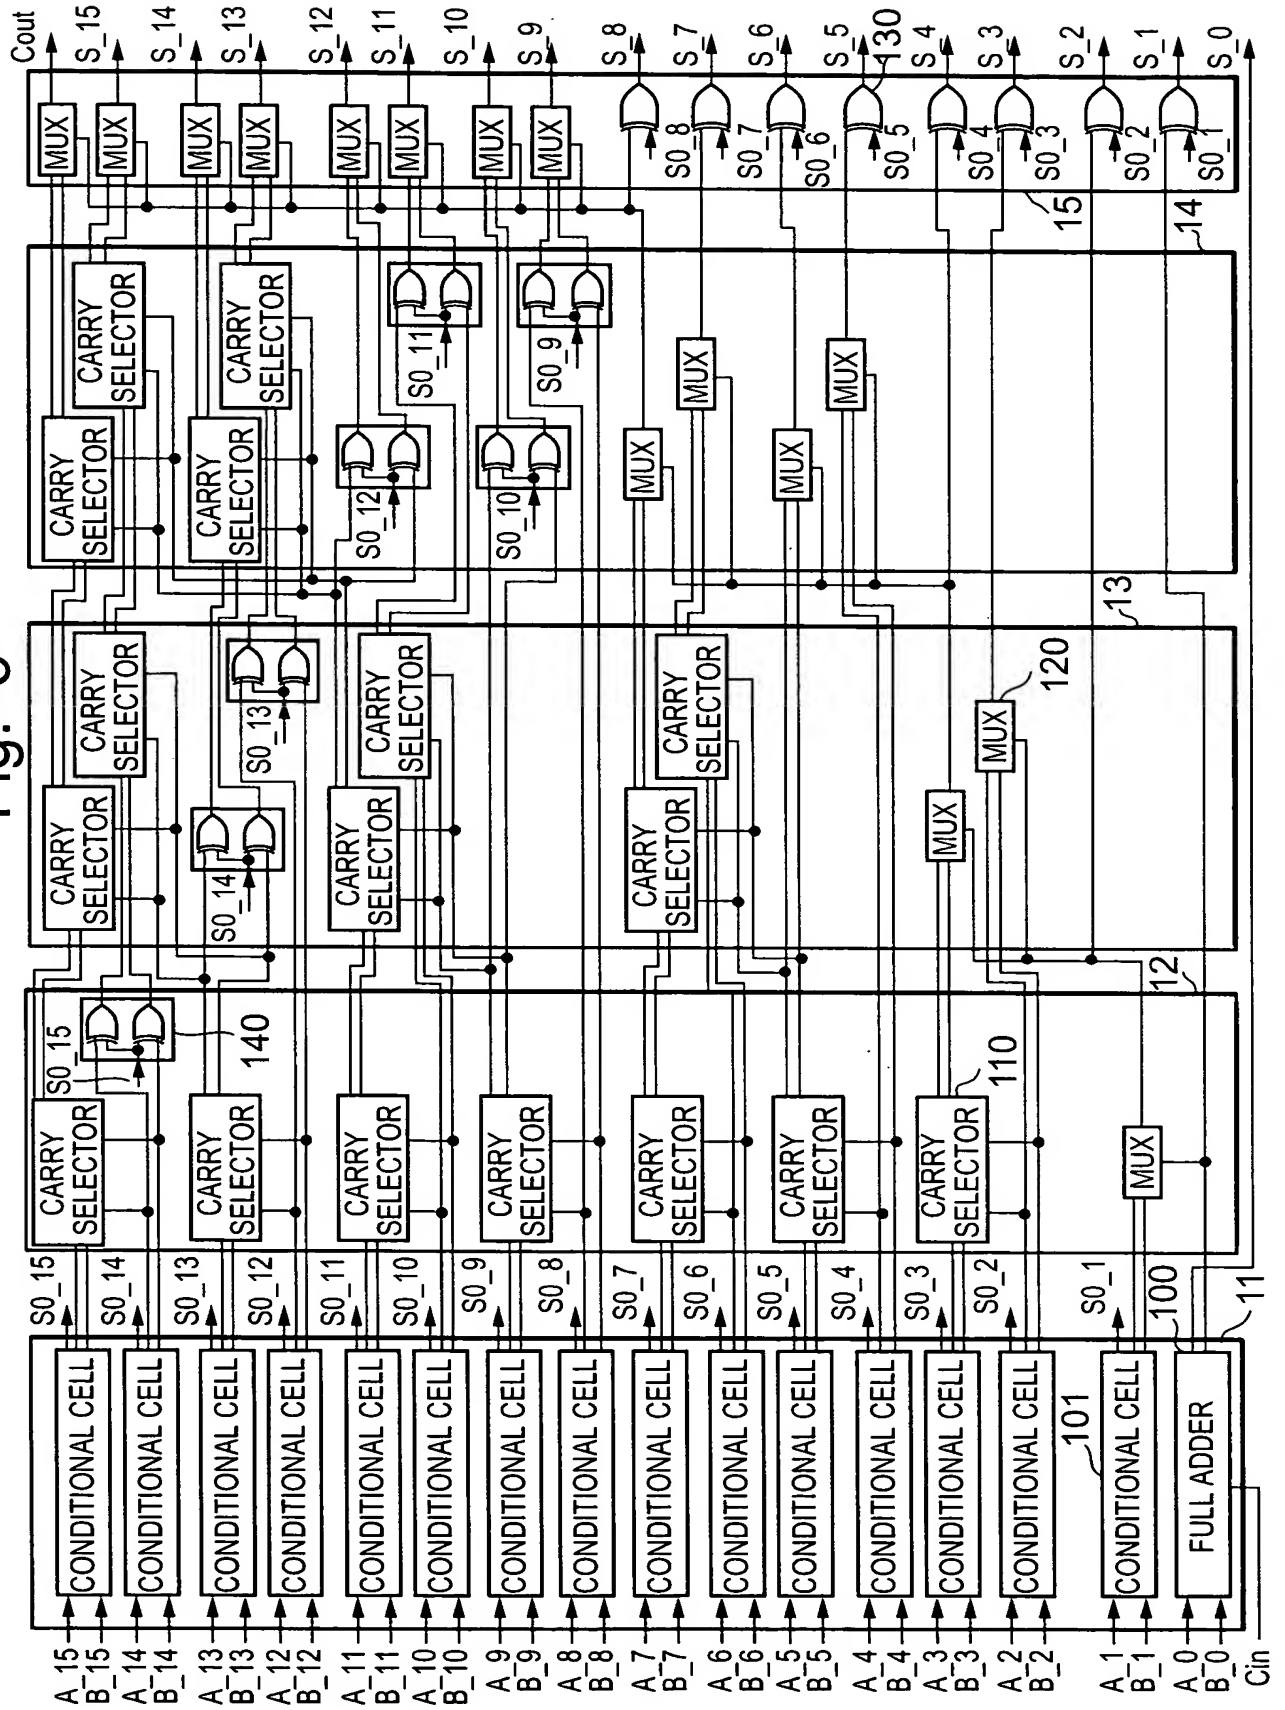 Fig.
Cout
S_15
S_14
S_13
S_12
S_11
S_10
S_9
S_8
S_7
S_6
S_5
S_4
S_3
S_2
S_1
S_0
MUX
MUX
MUX
MUX
MUX
MUX
MUX
MUX
S0_8
S0_7
S0_6
S0_5
130
S0_4
S0_3
S0_2
S0_1
15
14
CARRY SELECTOR
CARRY SELECTOR
CARRY SELECTOR
CARRY SELECTOR
S0_12
S0_11
S0_10
S0_9
MUX
MUX
MUX
MUX
13
CARRY SELECTOR
CARRY SELECTOR
S0_14
S0_13
CARRY SELECTOR
CARRY SELECTOR
CARRY SELECTOR
CARRY SELECTOR
MUX
MUX
120
12
CARRY SELECTOR
S0_15
140
CARRY SELECTOR
CARRY SELECTOR
CARRY SELECTOR
CARRY SELECTOR
CARRY SELECTOR
CARRY SELECTOR
110
MUX
S0_15
S0_14
S0_13
S0_12
S0_11
S0_10
S0_9
S0_8
S0_7
S0_6
S0_5
S0_4
S0_3
S0_2
S0_1
100
11
CONDITIONAL CELL
CONDITIONAL CELL
CONDITIONAL CELL
CONDITIONAL CELL
CONDITIONAL CELL
CONDITIONAL CELL
CONDITIONAL CELL
CONDITIONAL CELL
CONDITIONAL CELL
CONDITIONAL CELL
CONDITIONAL CELL
CONDITIONAL CELL
CONDITIONAL CELL
CONDITIONAL CELL
101
CONDITIONAL CELL
FULL ADDER
A_15
B_15
A_14
B_14
A_13
B_13
A_12
B_12
A_11
B_11
A_10
B_10
A_9
B_9
A_8
B_8
A_7
B_7
A_6
B_6
A_5
B_5
A_4
B_4
A_3
B_3
A_2
B_2
A_1
B_1
A_0
B_0
Cin